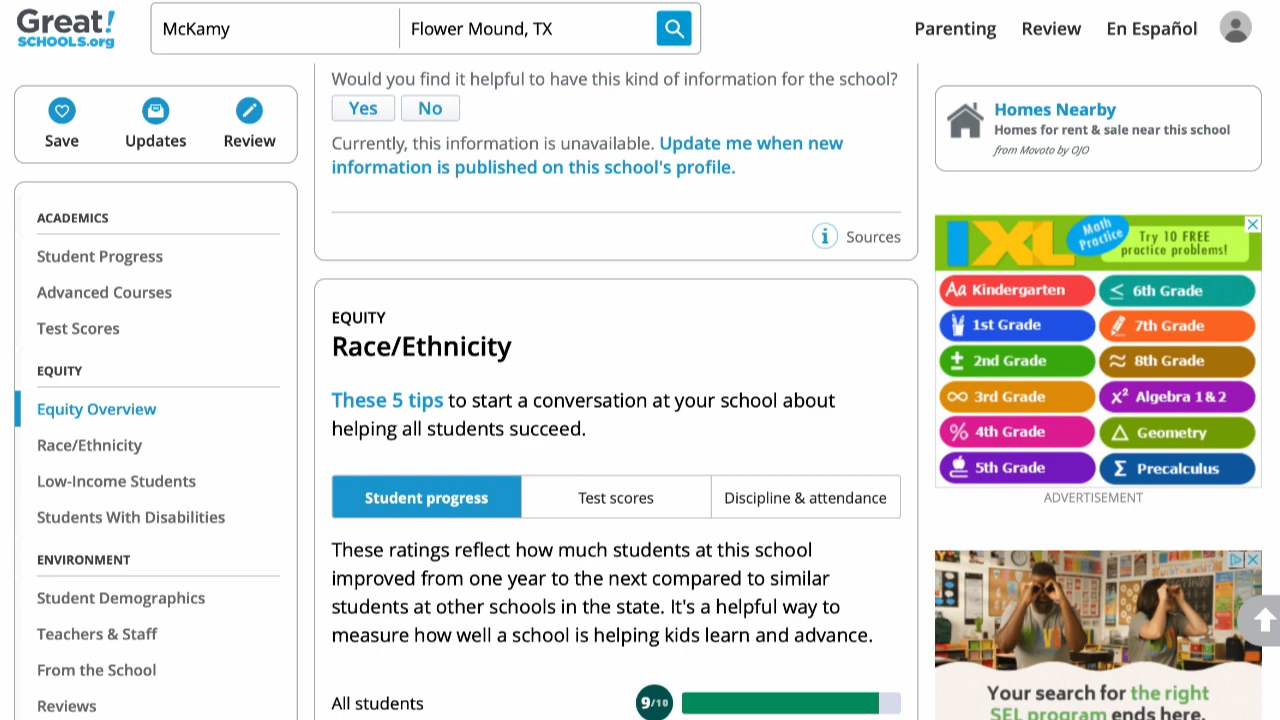 Great!
SCHOOLS.org
McKamy
Flower Mound, TX
Parenting
Review
En Español
Save
Updates
Review
ACADEMICS
Student Progress
Advanced Courses
Test Scores
EQUITY
Equity Overview
Race/Ethnicity
Low-Income Students
Students With Disabilities
ENVIRONMENT
Student Demographics
Teachers & Staff
From the School
Reviews
Would you find it helpful to have this kind of information for the school?
Yes
No
Currently, this information is unavailable. Update me when new
information is published on this school's profile.
i Sources
EQUITY
Race/Ethnicity
These 5 tips to start a conversation at your school about
helping all students succeed.
Student progress
Test scores
Discipline & attendance
These ratings reflect how much students at this school
improved from one year to the next compared to similar
students at other schools in the state. It's a helpful way to
measure how well a school is helping kids learn and advance.
All students
9/10
Homes Nearby
Homes for rent & sale near this school
from Movoto by OJO
IXL
Math
Practice
Try 10 FREE
practice problems!
Aa Kindergarten
≤ 6th Grade
1st Grade
7th Grade
± 2nd Grade
≈ 8th Grade
∞ 3rd Grade
x² Algebra 1 & 2
% 4th Grade
△ Geometry
5th Grade
Σ Precalculus
ADVERTISEMENT
Your search for the right
SEL program ends here.